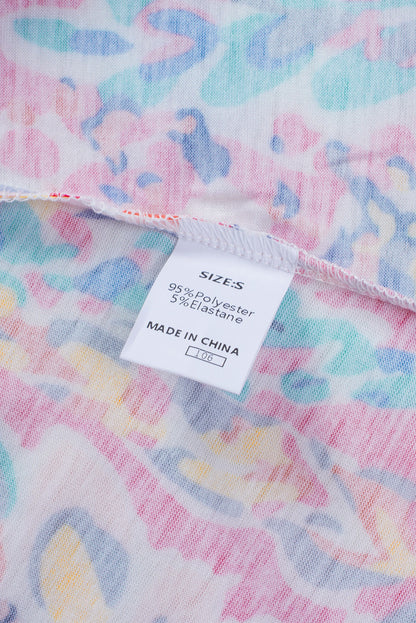 SIZE:S
95%Polyester
5%Elastane
MADE IN CHINA
106